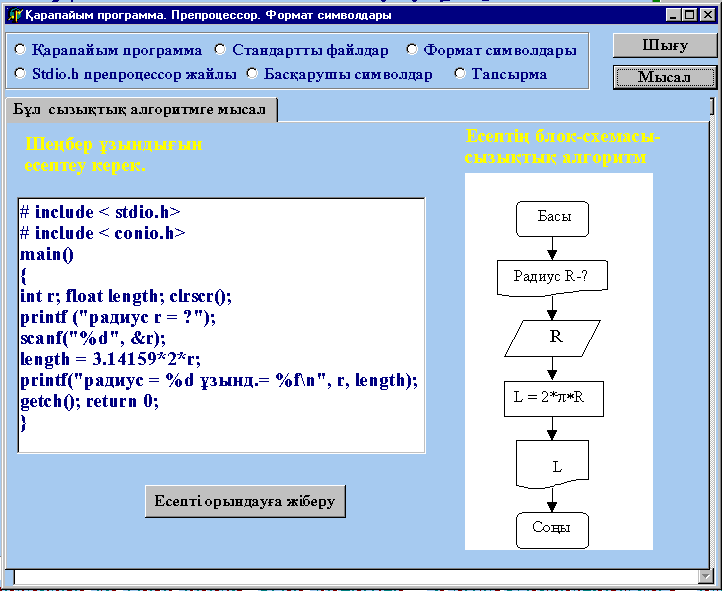 Қарапайым программа. Препроцессор. Формат символдары
Қарапайым программа
Стандартты файлдар
Формат символдары
Шығу
Stdio.h препроцессор жайлы
Басқарушы символдар
Тапсырма
Мысал
Бұл сызықтық алгоритмге мысал
Шеңбер ұзындығын
есептеу керек.
Есептің блок-схемасы-
сызықтық алгоритм
# include < stdio.h>
# include < conio.h>
main()
{
int r; float length; clrscr();
printf ("радиус r = ?");
scanf("%d", &r);
length = 3.14159*2*r;
printf("радиус = %d ұзынд.= %f\n", r, length);
getch(); return 0;
}
Басы
Радиус R-?
R
L = 2*π*R
L
Соңы
Есепті орындауға жіберу